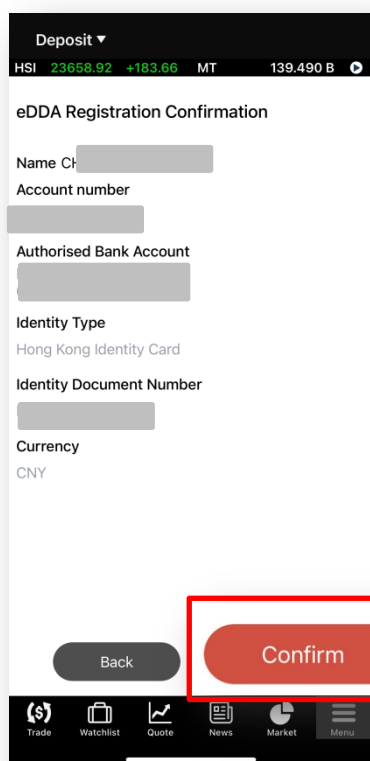 Deposit ▼
HSI 23658.92 +183.66 MT 139.490 B
eDDA Registration Confirmation
Name CH
Account number
Authorised Bank Account
Identity Type
Hong Kong Identity Card
Identity Document Number
Currency
CNY
Back
Confirm
Trade Watchlist Quote News Market Menu